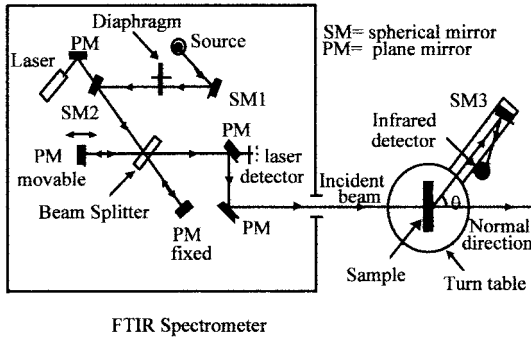 Diaphragm
Source
SM= spherical mirror
PM= plane mirror
PM
Laser
SM2
SM1
SM3
Infrared
detector
PM
movable
PM
laser
detector
Beam Splitter
PM
fixed
PM
Incident
beam
θ
Normal
direction
Sample
Turn table
FTIR Spectrometer